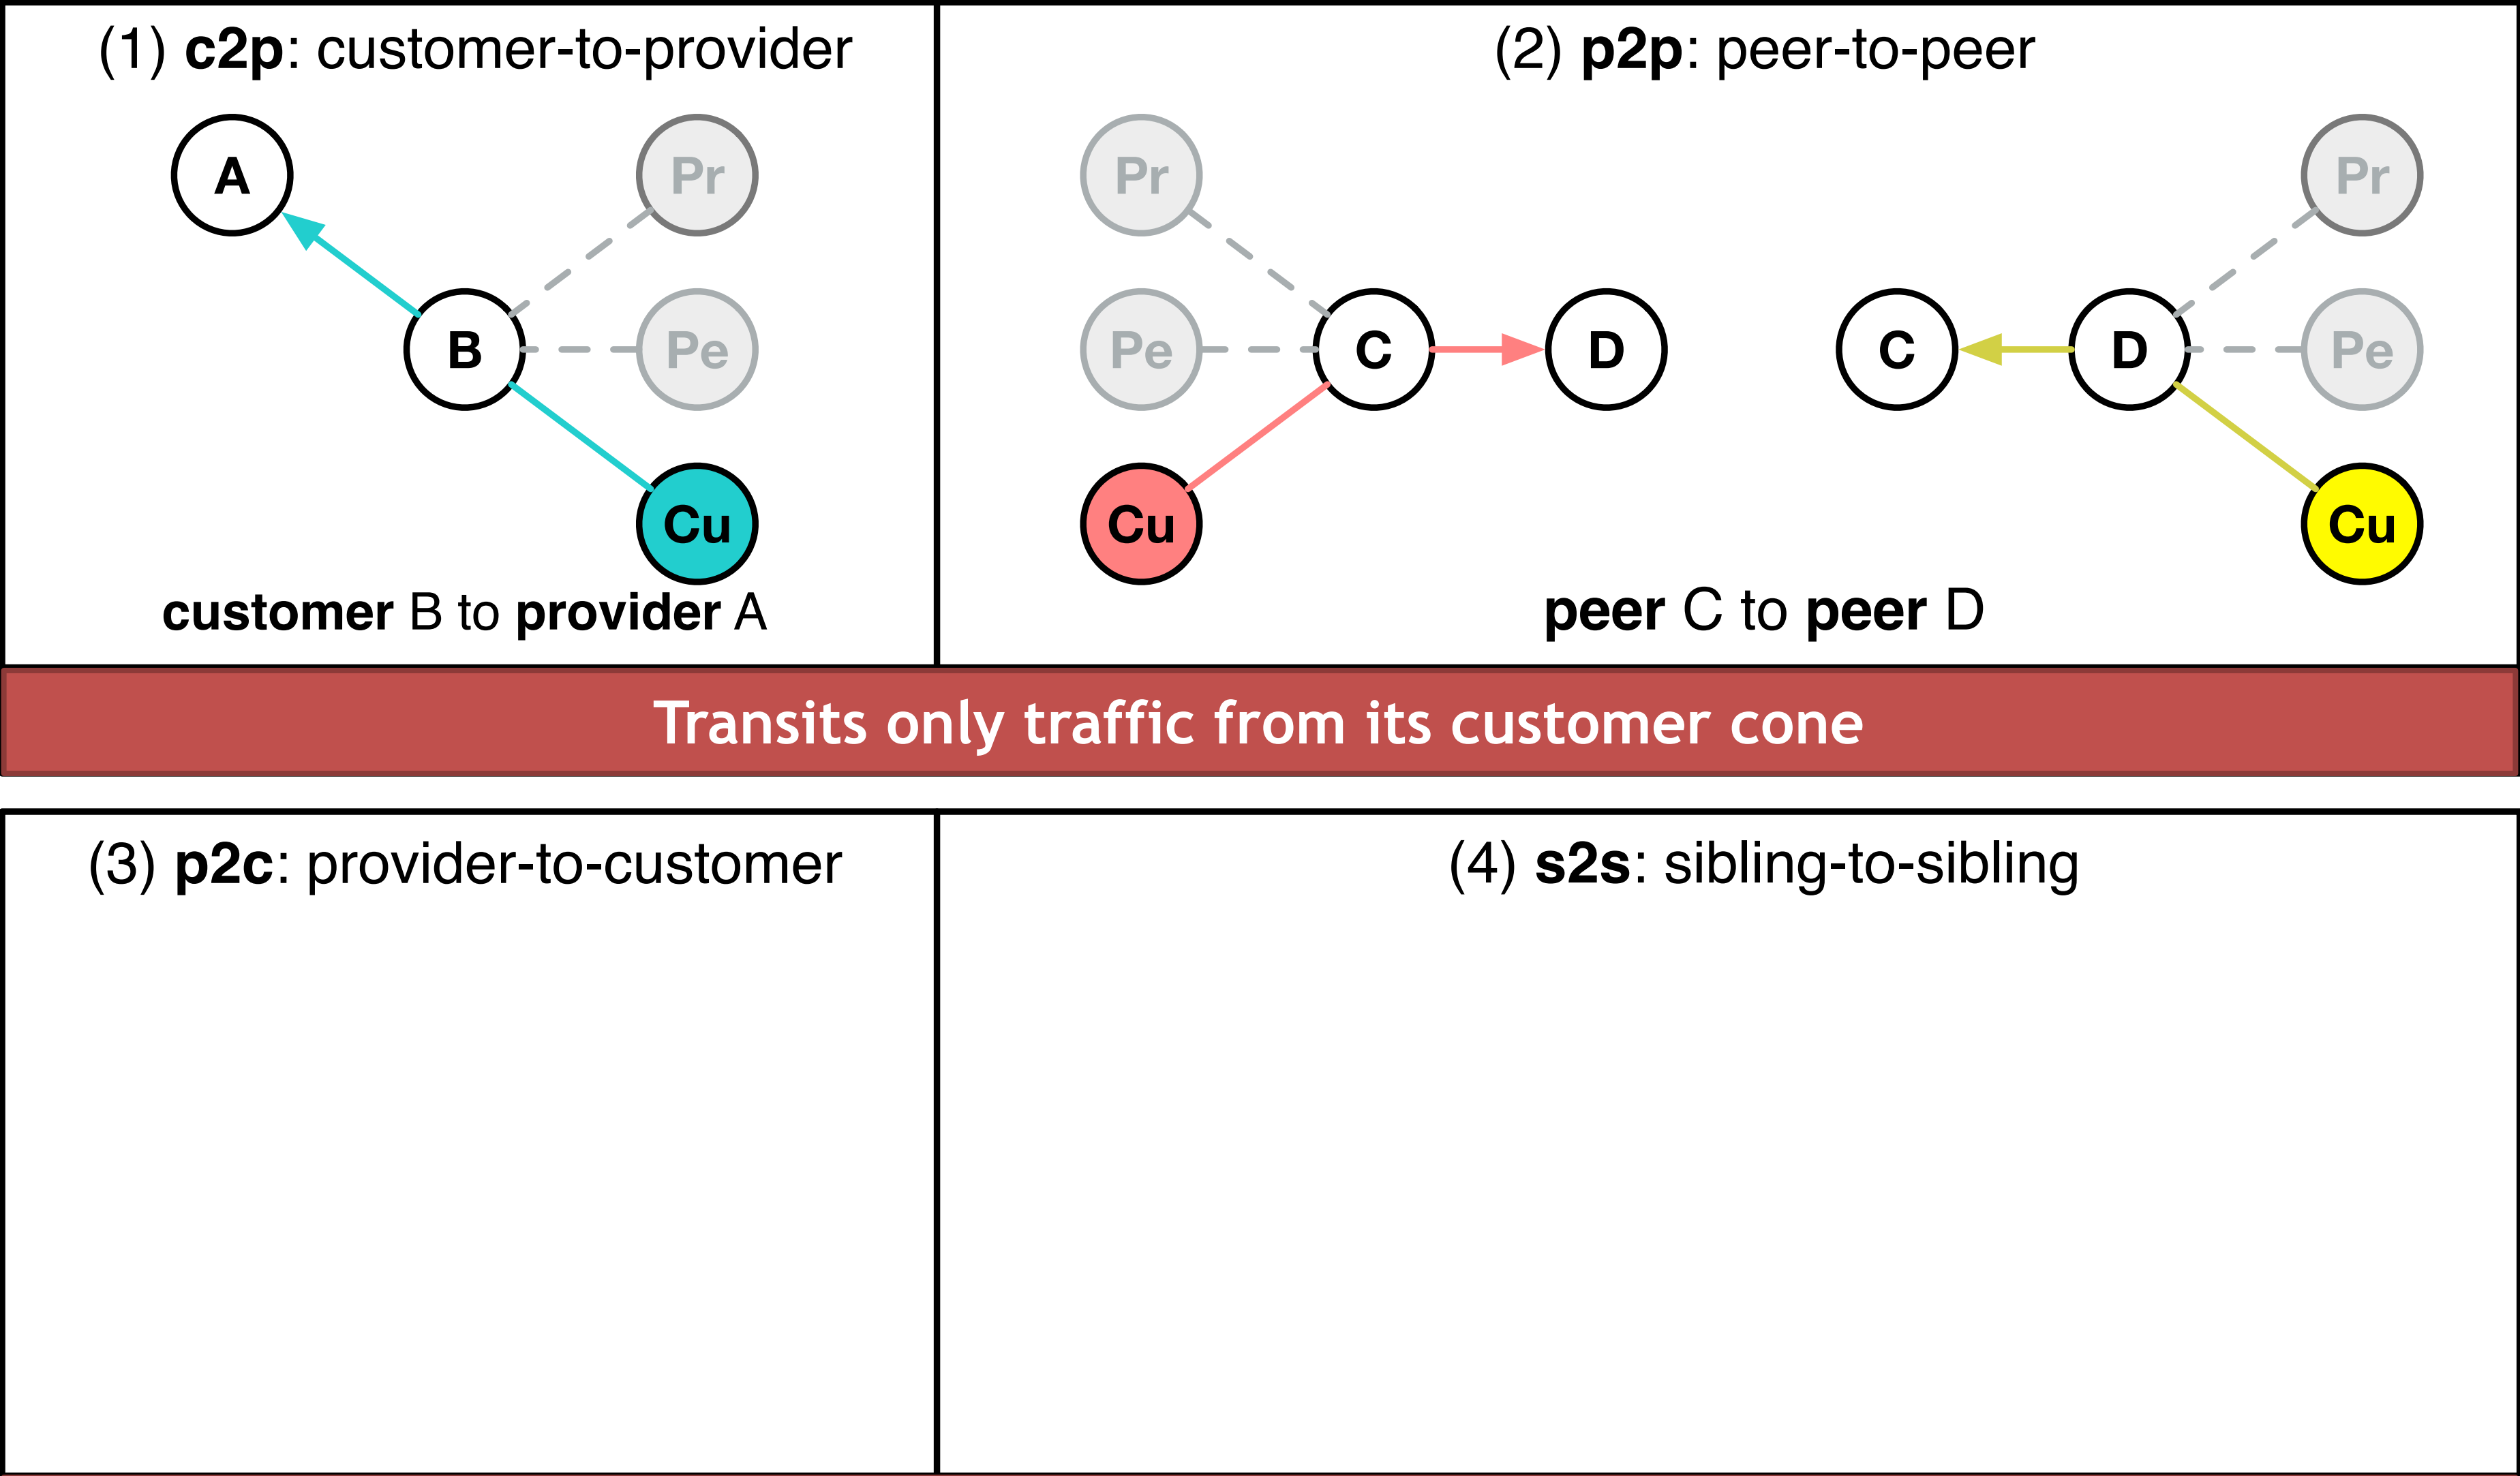 (1) c2p: customer-to-provider
(2) p2p: peer-to-peer
A
Pr
B
Pe
Cu
customer B to provider A
Pr
Pr
Pe
C
D
C
D
Pe
Cu
Cu
peer C to peer D
Transits only traffic from its customer cone
(3) p2c: provider-to-customer
(4) s2s: sibling-to-sibling